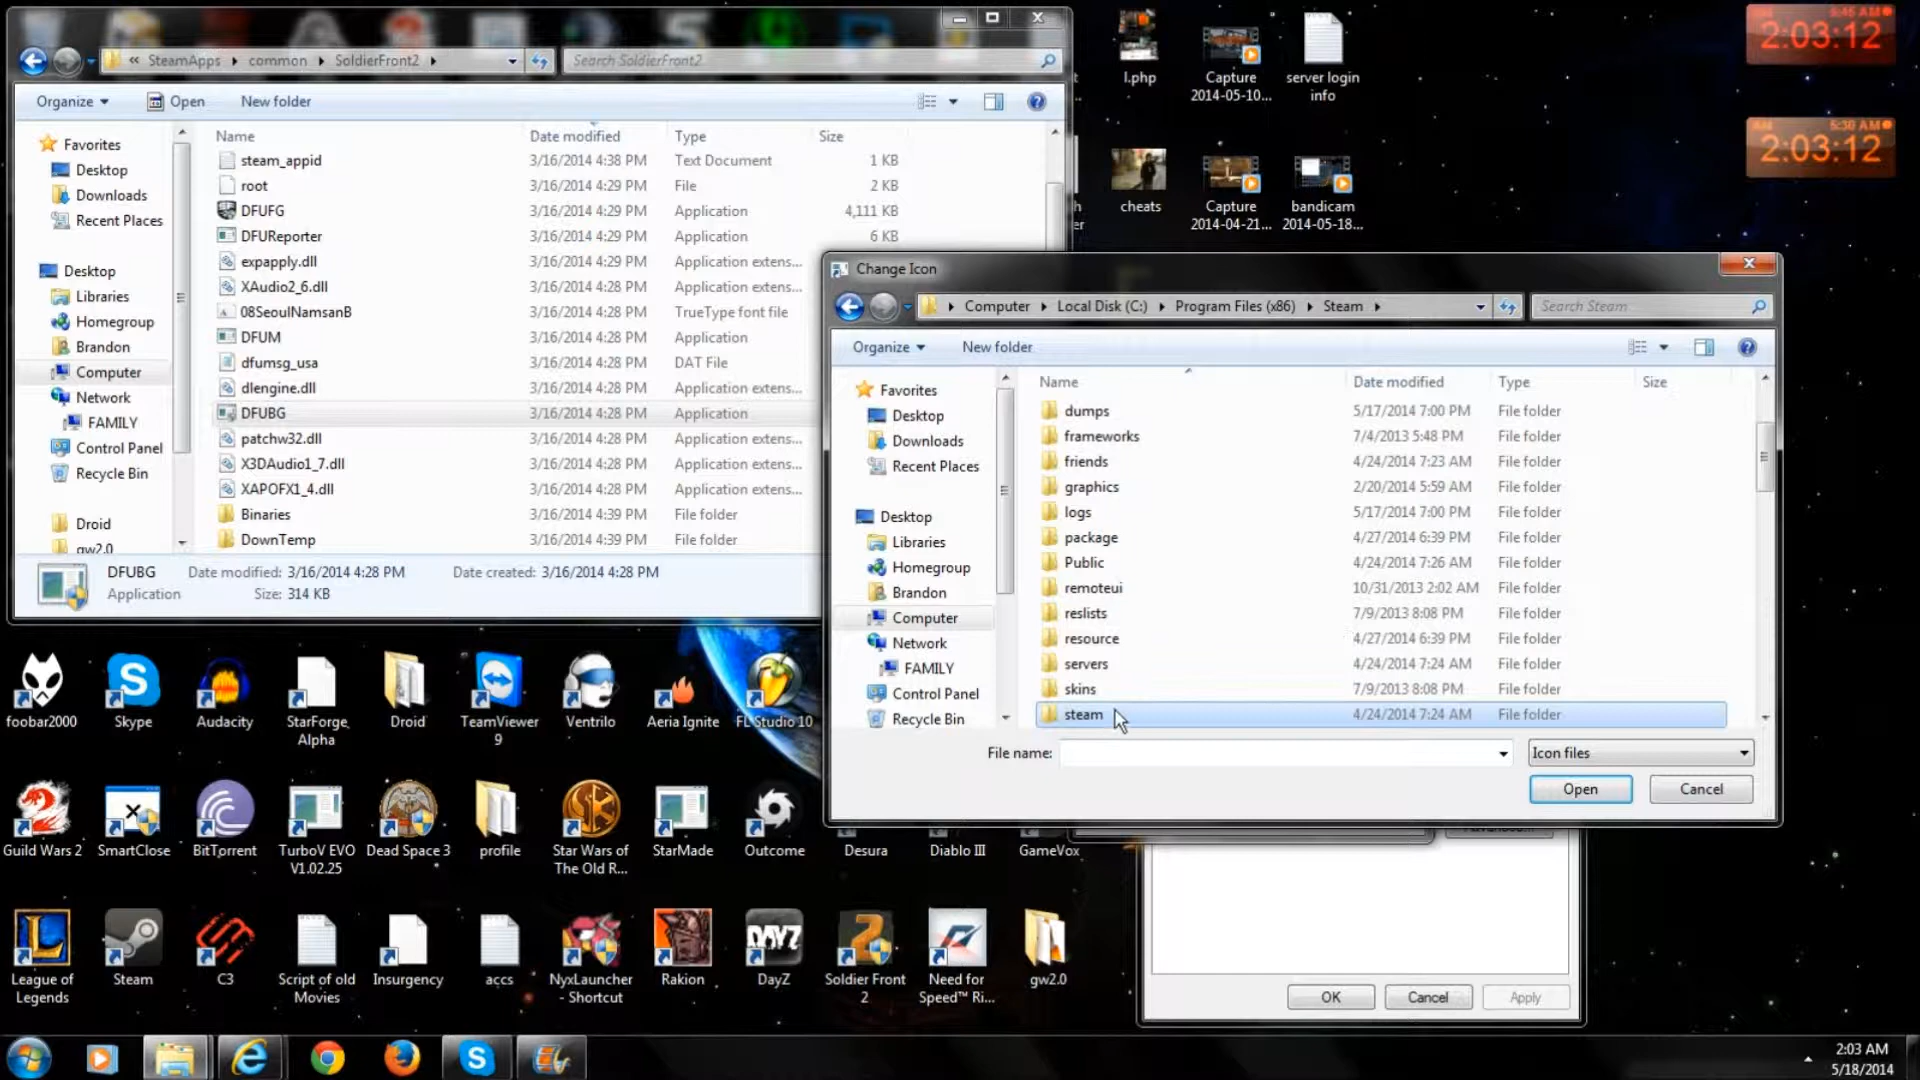 « SteamApps ▸ common ▸ SoldierFront2 ▸
Search SoldierFront2
Organize
Open
New folder
Name Date modified Type Size
Favorites
Desktop
Downloads
Recent Places
Desktop
Libraries
Homegroup
Brandon
Computer
Network
FAMILY
Control Panel
Recycle Bin
Droid
gw2.0
steam_appid 3/16/2014 4:38 PM Text Document 1 KB
root 3/16/2014 4:29 PM File 2 KB
DFUFG 3/16/2014 4:29 PM Application 4,111 KB
DFUReporter 3/16/2014 4:29 PM Application 6 KB
expapply.dll 3/16/2014 4:29 PM Application extens...
XAudio2_6.dll 3/16/2014 4:29 PM Application extens...
08SeoulNamsanB 3/16/2014 4:29 PM TrueType font file
DFUM 3/16/2014 4:29 PM Application
dfumsg_usa 3/16/2014 4:29 PM DAT File
dlengine.dll 3/16/2014 4:28 PM Application extens...
DFUBG 3/16/2014 4:28 PM Application
patchw32.dll 3/16/2014 4:28 PM Application extens...
X3DAudio1_7.dll 3/16/2014 4:28 PM Application extens...
XAPOFX1_4.dll 3/16/2014 4:28 PM Application extens...
Binaries 3/16/2014 4:39 PM File folder
DownTemp 3/16/2014 4:39 PM File folder
DFUBG Date modified: 3/16/2014 4:28 PM Date created: 3/16/2014 4:28 PM
Application Size: 314 KB
l.php
Capture
2014-05-10...
server login
info
cheats
Capture
2014-04-21...
bandicam
2014-05-18...
5:45 AM
2:03:12
AM 5:30 AM
2:03:12
Change Icon
▸ Computer ▸ Local Disk (C:) ▸ Program Files (x86) ▸ Steam ▸
Search Steam
Organize
New folder
Favorites
Desktop
Downloads
Recent Places
Desktop
Libraries
Homegroup
Brandon
Computer
Network
FAMILY
Control Panel
Recycle Bin
Name Date modified Type Size
dumps 5/17/2014 7:00 PM File folder
frameworks 7/4/2013 5:48 PM File folder
friends 4/24/2014 7:23 AM File folder
graphics 2/20/2014 5:59 AM File folder
logs 5/17/2014 7:00 PM File folder
package 4/27/2014 6:39 PM File folder
Public 4/24/2014 7:26 AM File folder
remoteui 10/31/2013 2:02 AM File folder
reslists 7/9/2013 8:08 PM File folder
resource 4/27/2014 6:39 PM File folder
servers 4/24/2014 7:24 AM File folder
skins 7/9/2013 8:08 PM File folder
steam 4/24/2014 7:24 AM File folder
File name:
Icon files
Open
Cancel
foobar2000
Skype
Audacity
StarForge
Alpha
Droid
TeamViewer
9
Ventrilo
Aeria Ignite
FL Studio 10
Guild Wars 2
SmartClose
BitTorrent
TurboV EVO
V1.02.25
Dead Space 3
profile
Star Wars of
The Old R...
StarMade
Outcome
Desura
Diablo III
GameVox
League of
Legends
Steam
C3
Script of old
Movies
Insurgency
accs
NyxLauncher
- Shortcut
Rakion
DAYZ
DayZ
Soldier Front
2
Need for
Speed™ Ri...
gw2.0
OK
Cancel
Apply
2:03 AM
5/18/2014